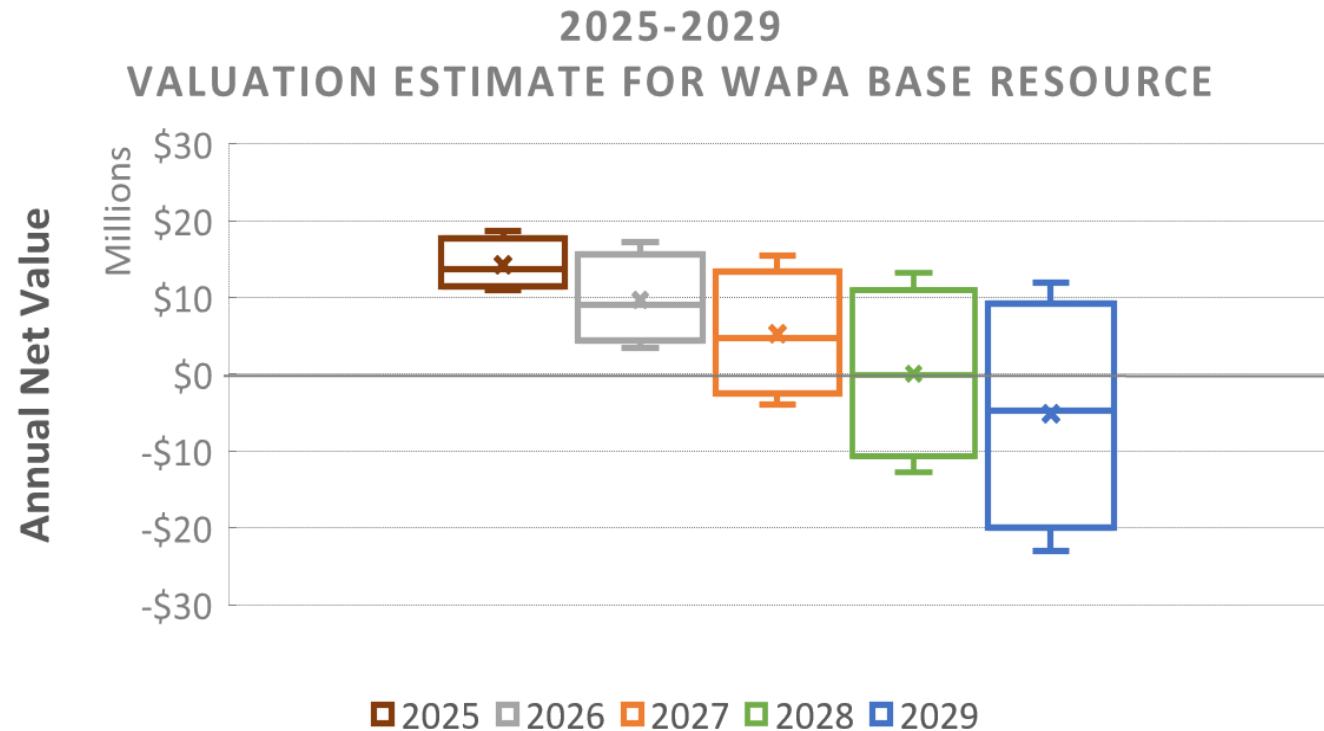 2025-2029
VALUATION ESTIMATE FOR WAPA BASE RESOURCE
Annual Net Value
Millions
$30
$20
$10
$0
-$10
-$20
-$30
2025 2026 2027 2028 2029